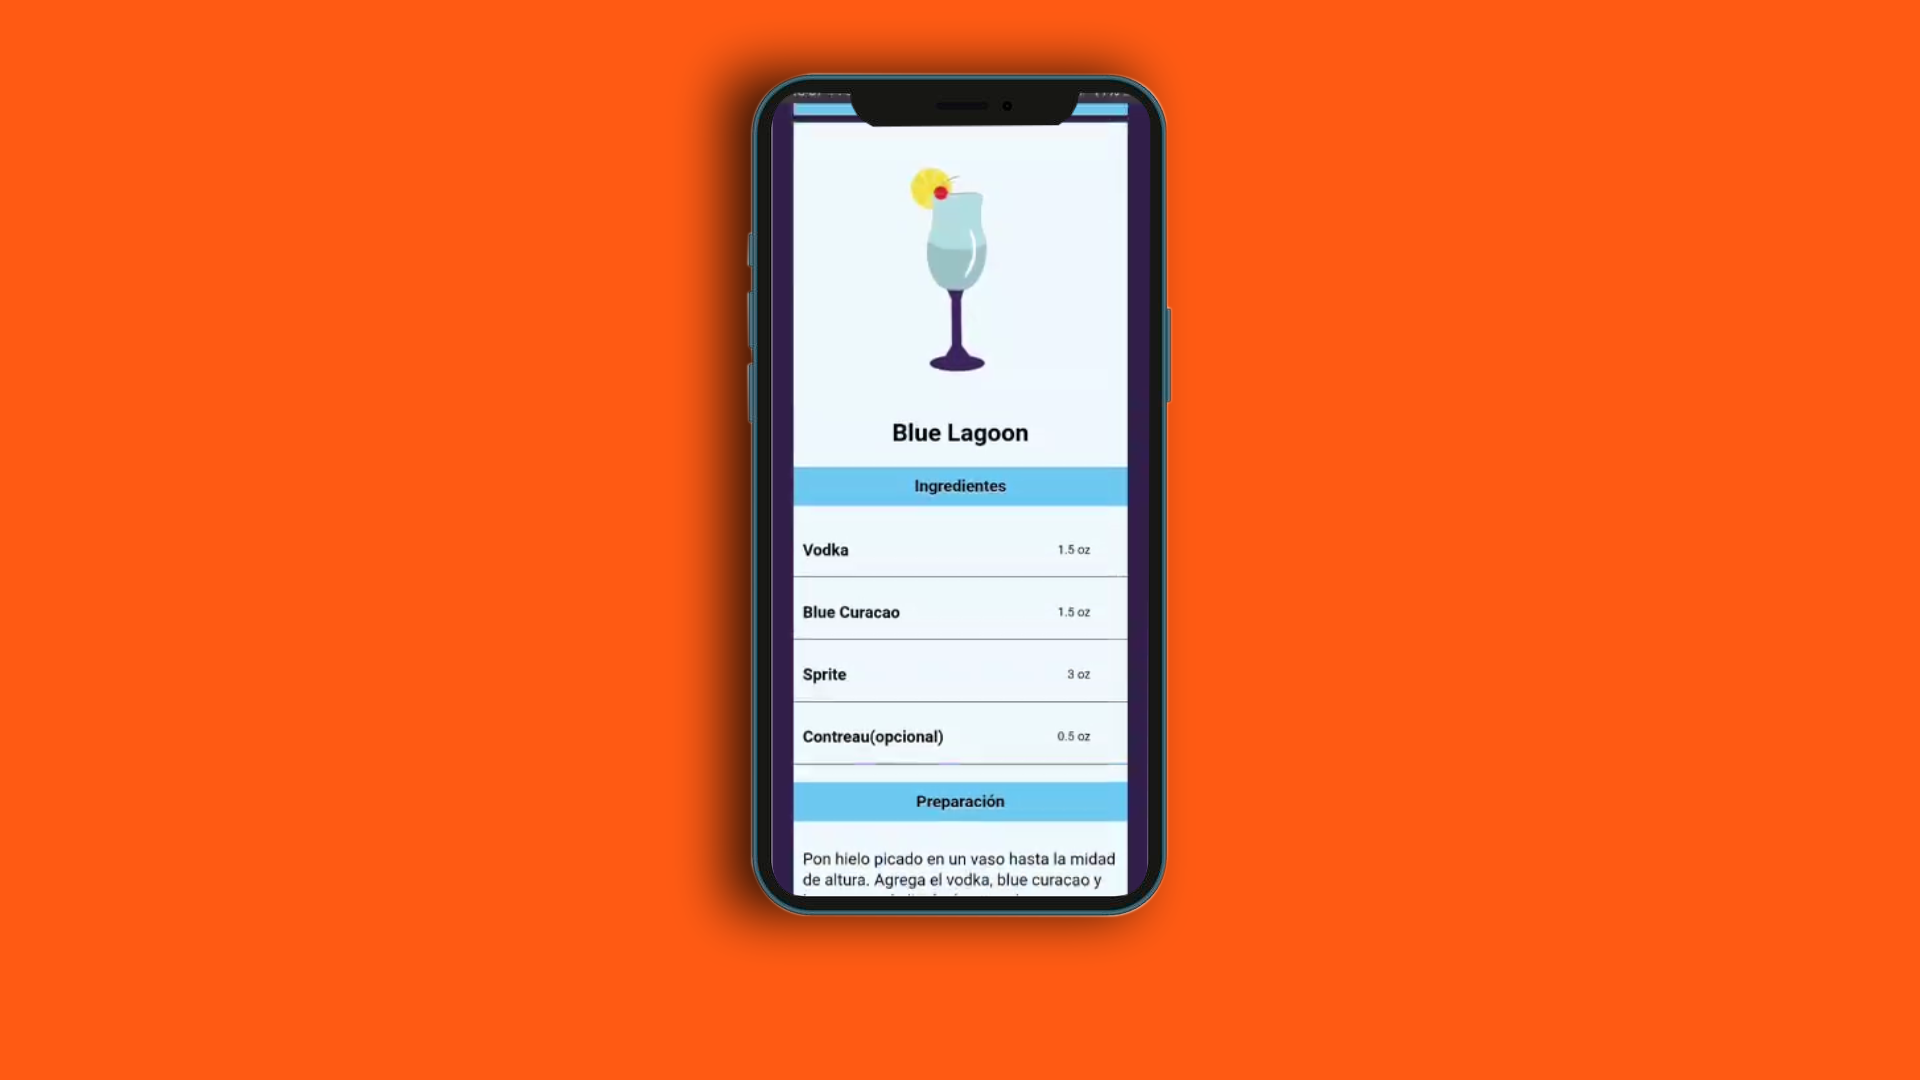 Blue Lagoon
Ingredientes
Vodka 1.5 oz
Blue Curacao 1.5 oz
Sprite 3 oz
Contreau(opcional) 0.5 oz
Preparación
Pon hielo picado en un vaso hasta la midad
de altura. Agrega el vodka, blue curacao y